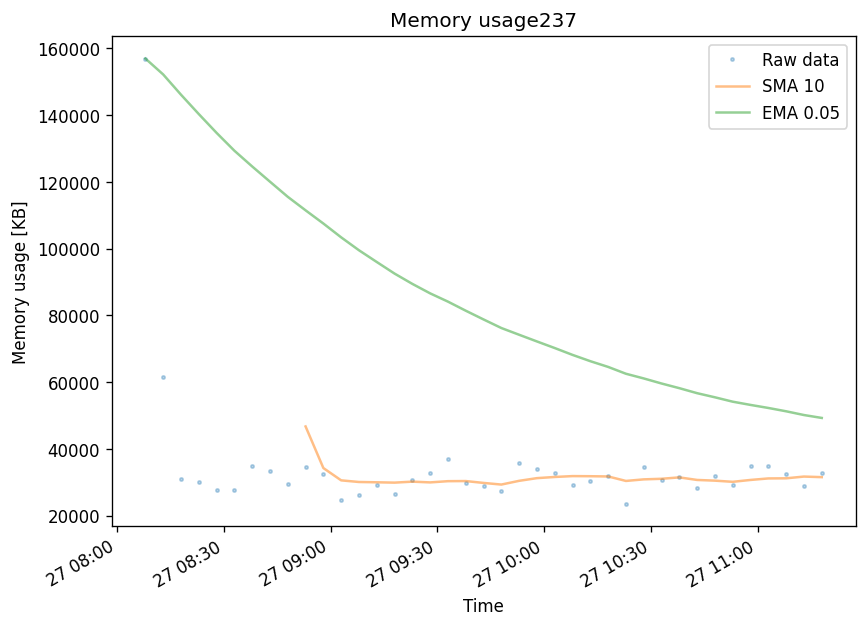 Memory usage237
Raw data
SMA 10
EMA 0.05
160000
140000
120000
100000
80000
60000
40000
20000
Memory usage [KB]
27 08:00
27 08:30
27 09:00
27 09:30
27 10:00
27 10:30
27 11:00
Time